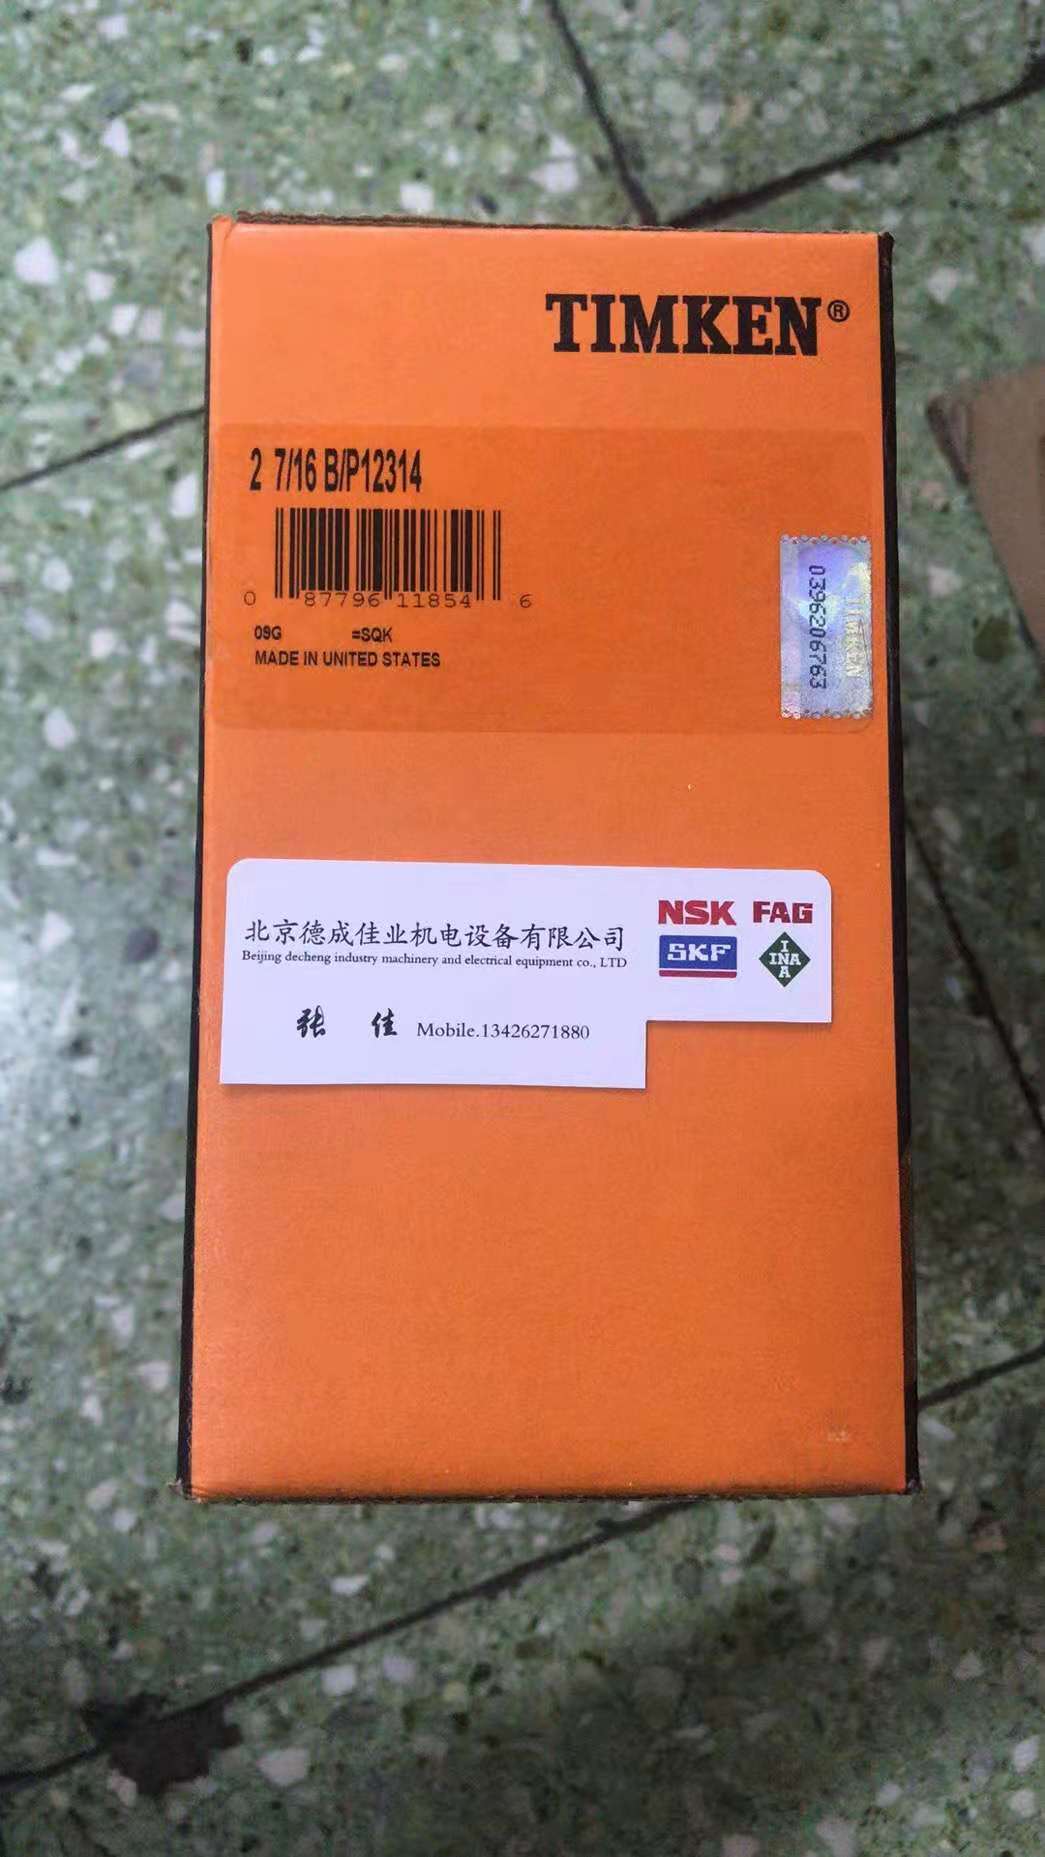 TIMKEN®
2 7/16 B/P12314
0 87796 11854 6
09G =SQK
MADE IN UNITED STATES
0396206763
TIMKEN
北京德成佳业机电设备有限公司
Beijing decheng industry machinery and electrical equipment co., LTD
张 佳 Mobile.13426271880
NSK FAG
SKF
I
INA
A